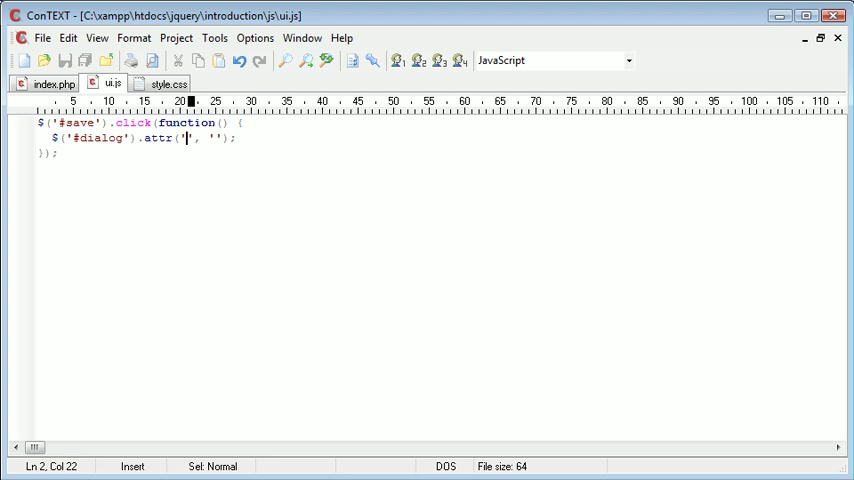 ConTEXT - [C:\xampp\htdocs\jquery\introduction\js\ui.js]
File Edit View Format Project Tools Options Window Help
JavaScript
index.php ui.js style.css
5 10 15 20 25 30 35 40 45 50 55 60 65 70 75 80 85 90 95 100 105 110
$('#save').click(function() {
$('#dialog').attr('', '');
});
Ln 2, Col 22 Insert Sel: Normal DOS File size: 64